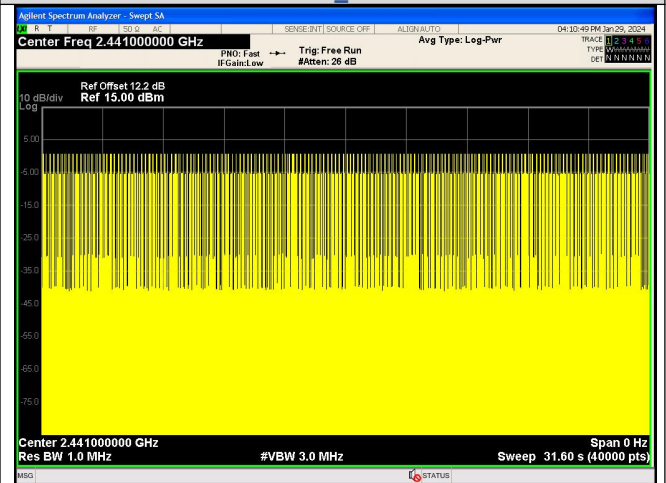 Agilent Spectrum Analyzer - Swept SA
R T RF 50 Ω AC SENSE:INT SOURCE OFF ALIGN AUTO 04:10:49 PM Jan 29, 2024
Center Freq 2.441000000 GHz
Avg Type: Log-Pwr
TRACE 1 2 3 4 5 6
PNO: Fast
Trig: Free Run
TYPE
IFGain:Low
#Atten: 26 dB
DET N N N N N N
Ref Offset 12.2 dB
10 dB/div Ref 15.00 dBm
Log
5.00
-5.00
-15.0
-25.0
-35.0
-45.0
-55.0
-65.0
-75.0
Center 2.441000000 GHz Span 0 Hz
Res BW 1.0 MHz #VBW 3.0 MHz Sweep 31.60 s (40000 pts)
MSG STATUS